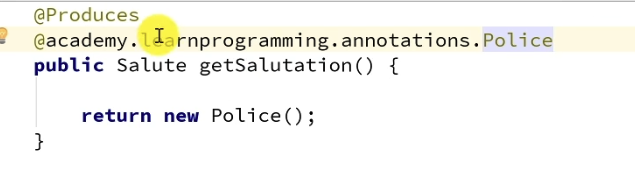 @Produces
@academy.learnprogramming.annotations.Police
public Salute getSalutation() {
return new Police();
}